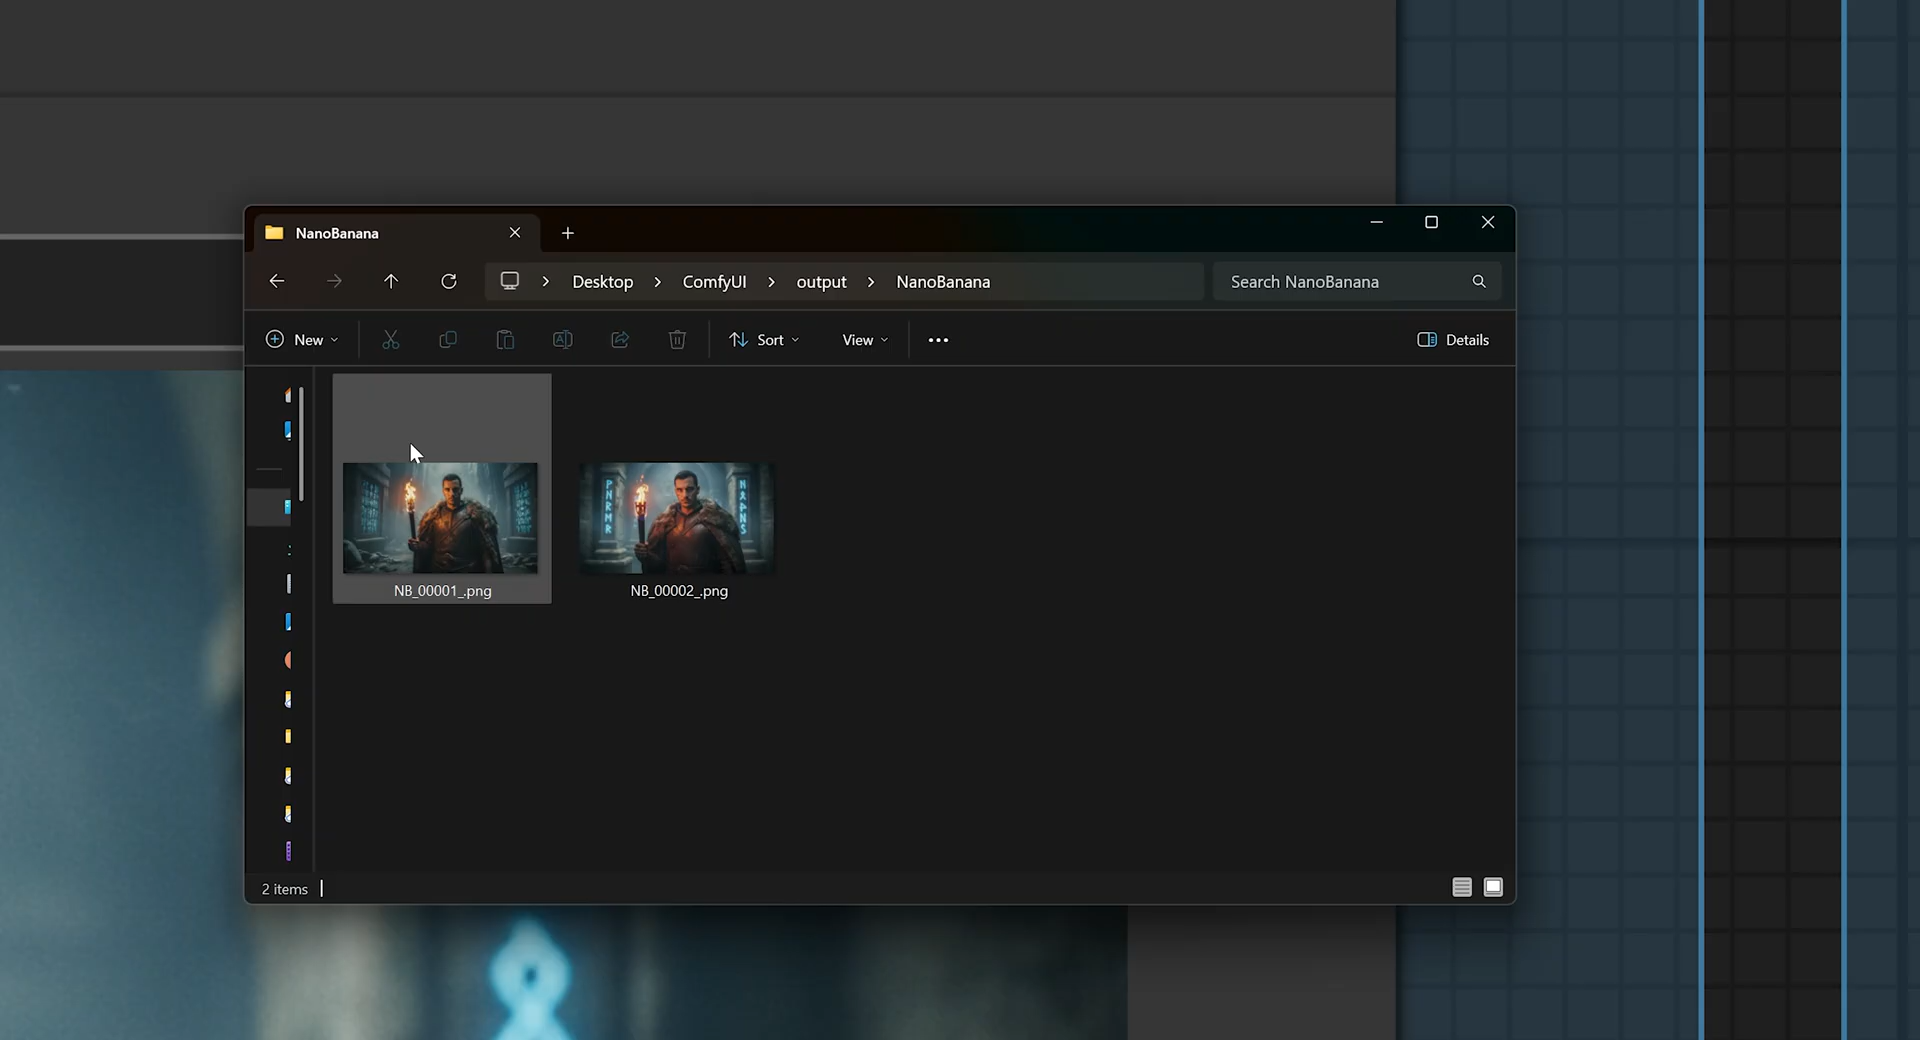 NanoBanana
Desktop > ComfyUI > output > NanoBanana
Search NanoBanana
New
Sort
View
Details
NB_00001_.png
NB_00002_.png
2 items